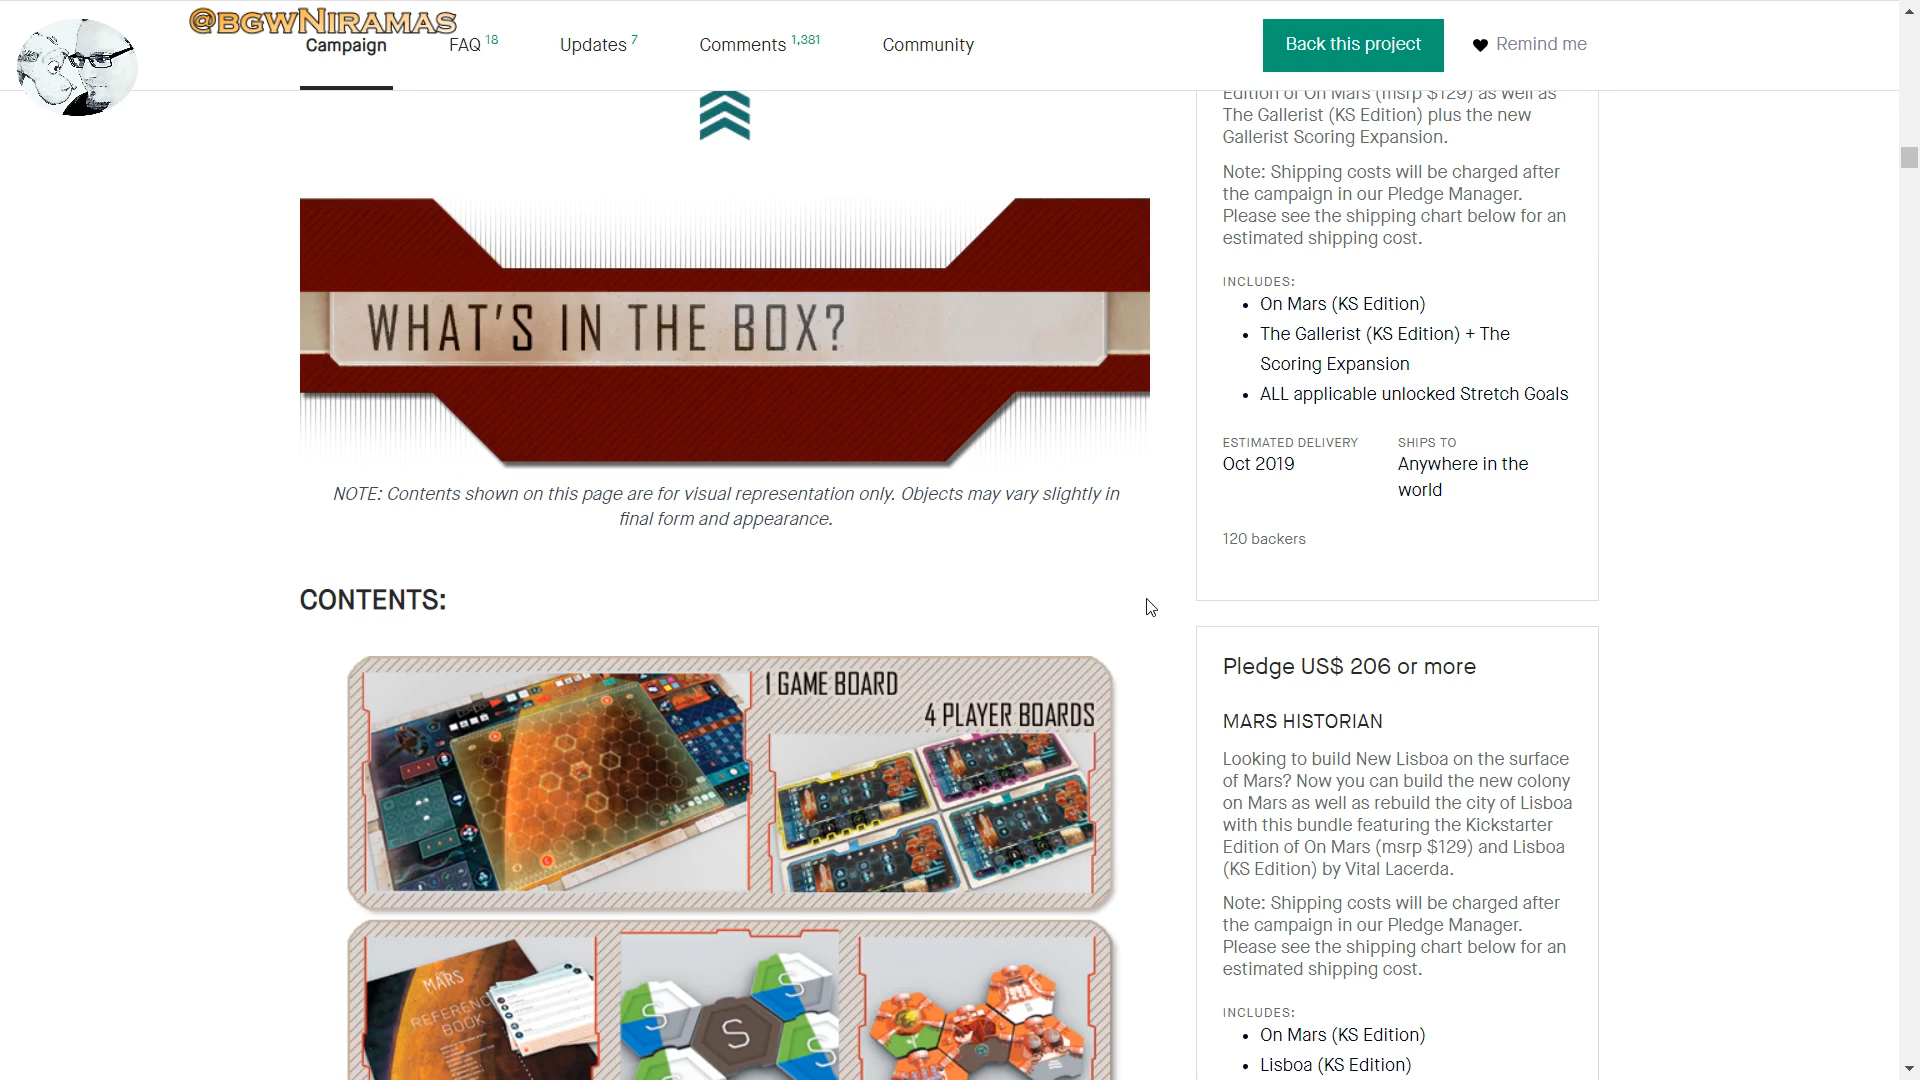 @BGWNIRAMAS
Campaign
FAQ 18
Updates 7
Comments 1,381
Community
Back this project
Remind me
Edition of On Mars (msrp $129) as well as
The Gallerist (KS Edition) plus the new
Gallerist Scoring Expansion.
Note: Shipping costs will be charged after
the campaign in our Pledge Manager.
Please see the shipping chart below for an
estimated shipping cost.
INCLUDES:
• On Mars (KS Edition)
• The Gallerist (KS Edition) + The
Scoring Expansion
• ALL applicable unlocked Stretch Goals
ESTIMATED DELIVERY
Oct 2019
SHIPS TO
Anywhere in the
world
120 backers
WHAT'S IN THE BOX?
NOTE: Contents shown on this page are for visual representation only. Objects may vary slightly in
final form and appearance.
CONTENTS:
1 GAME BOARD
4 PLAYER BOARDS
MARS
REFERENCE
BOOK
S
S
S
S
Pledge US$ 206 or more
MARS HISTORIAN
Looking to build New Lisboa on the surface
of Mars? Now you can build the new colony
on Mars as well as rebuild the city of Lisboa
with this bundle featuring the Kickstarter
Edition of On Mars (msrp $129) and Lisboa
(KS Edition) by Vital Lacerda.
Note: Shipping costs will be charged after
the campaign in our Pledge Manager.
Please see the shipping chart below for an
estimated shipping cost.
INCLUDES:
• On Mars (KS Edition)
• Lisboa (KS Edition)